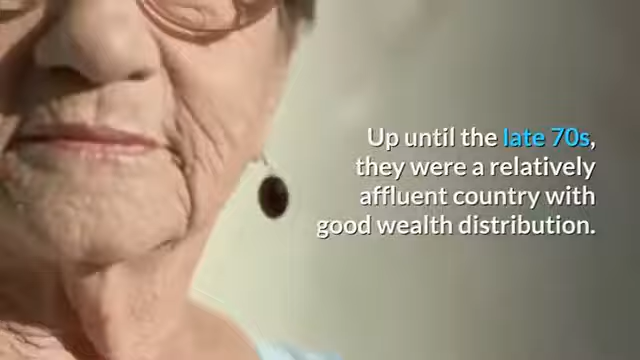 Up until the late 70s,
they were a relatively
affluent country with
good wealth distribution.